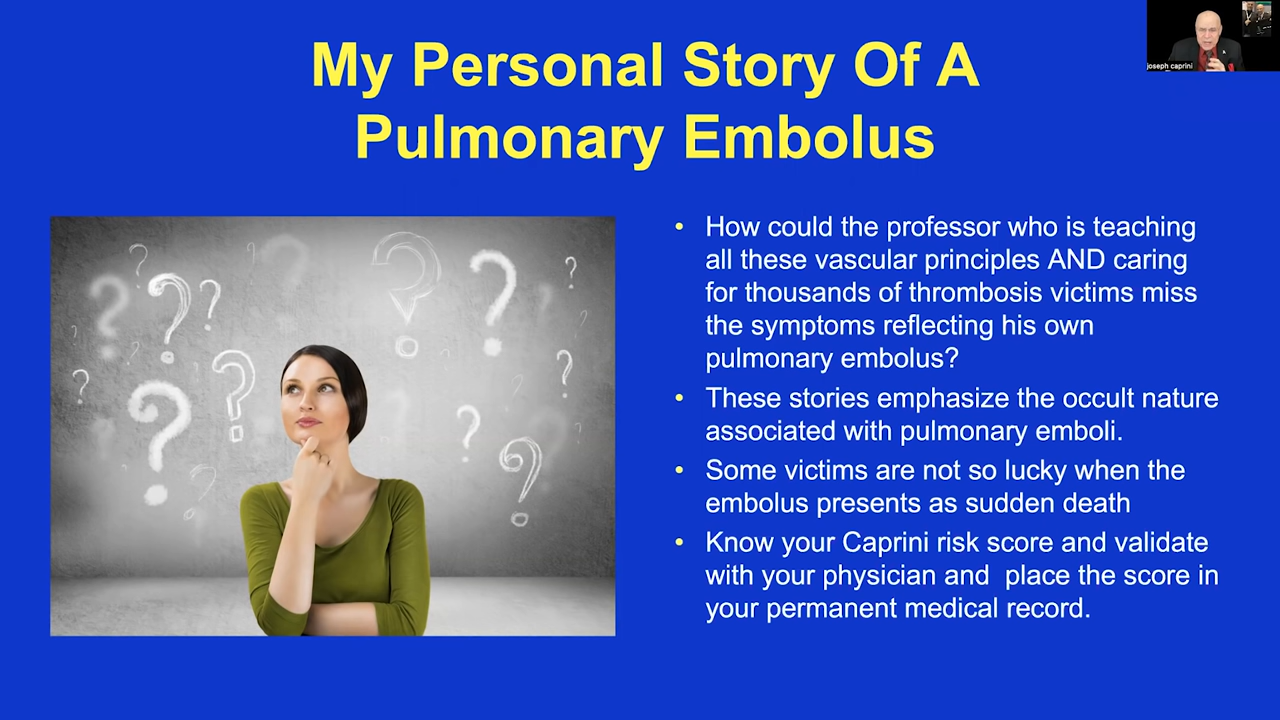 joseph caprini
My Personal Story Of A
Pulmonary Embolus
• How could the professor who is teaching
all these vascular principles AND caring
for thousands of thrombosis victims miss
the symptoms reflecting his own
pulmonary embolus?
• These stories emphasize the occult nature
associated with pulmonary emboli.
• Some victims are not so lucky when the
embolus presents as sudden death
• Know your Caprini risk score and validate
with your physician and  place the score in
your permanent medical record.